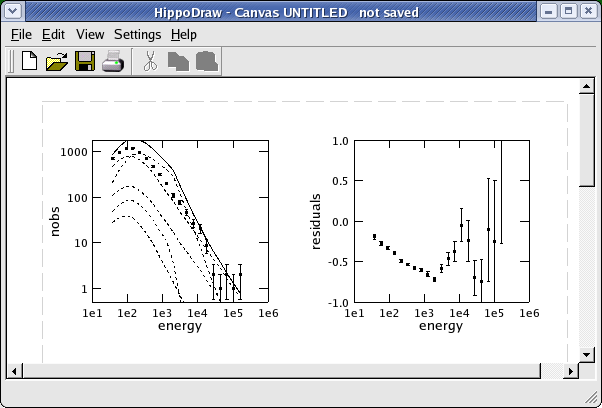 HippoDraw - Canvas UNTITLED   not saved
File Edit View Settings Help
1000
100
10
1
nobs
1e1 1e2 1e3 1e4 1e5 1e6
energy
1.0
0.5
0.0
-0.5
-1.0
residuals
1e1 1e2 1e3 1e4 1e5 1e6
energy